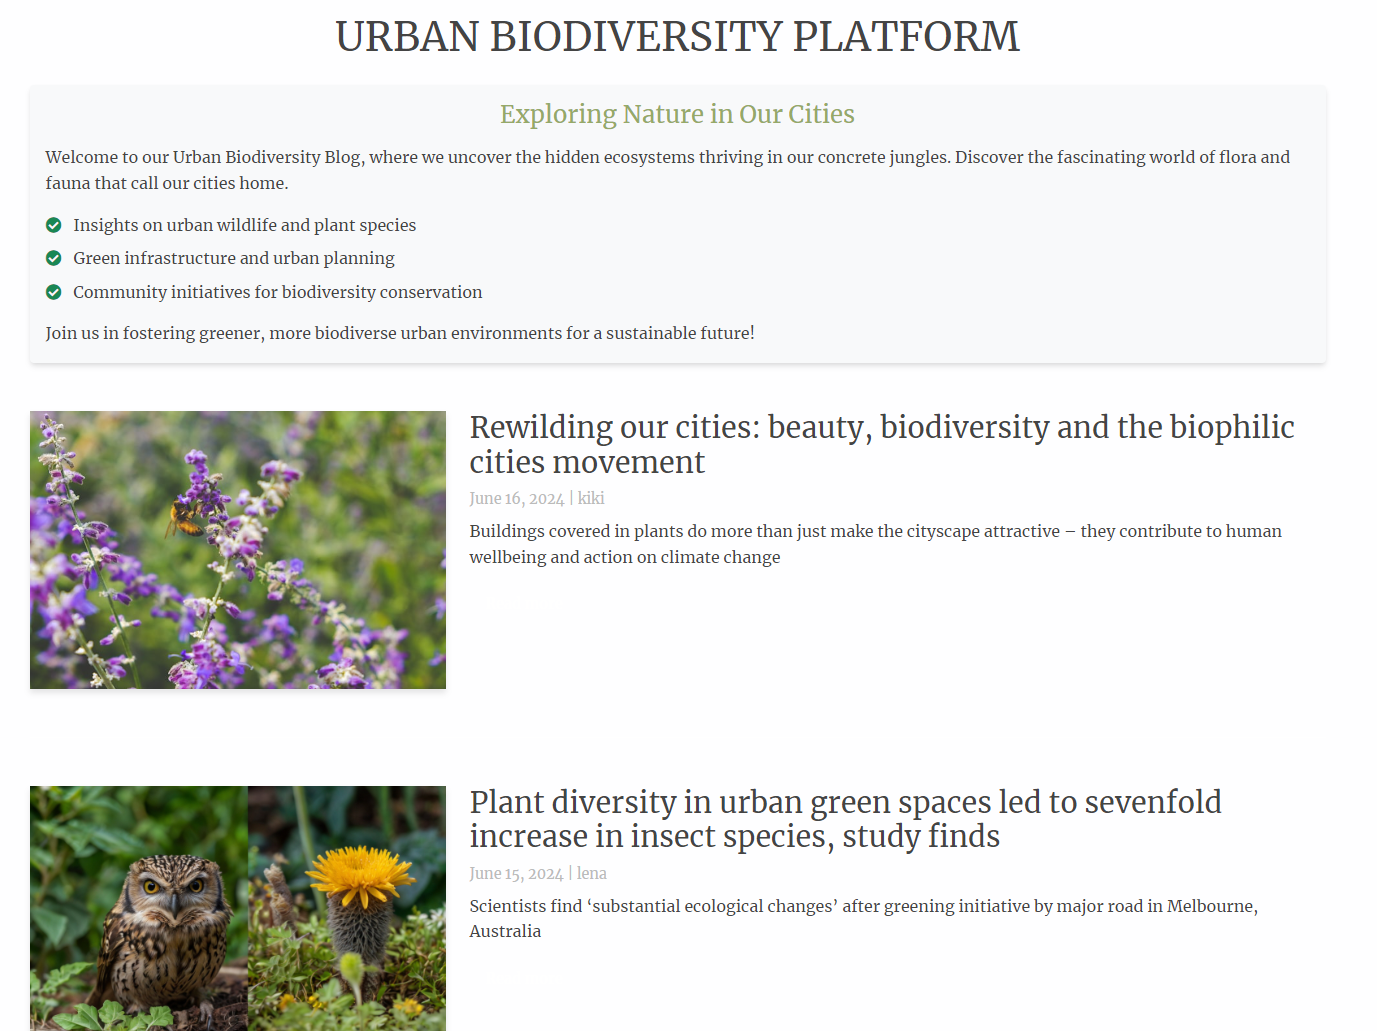 URBAN BIODIVERSITY PLATFORM
Exploring Nature in Our Cities
Welcome to our Urban Biodiversity Blog, where we uncover the hidden ecosystems thriving in our concrete jungles. Discover the fascinating world of flora and
fauna that call our cities home.
Insights on urban wildlife and plant species
Green infrastructure and urban planning
Community initiatives for biodiversity conservation
Join us in fostering greener, more biodiverse urban environments for a sustainable future!
Rewilding our cities: beauty, biodiversity and the biophilic
cities movement
June 16, 2024 | kiki
Buildings covered in plants do more than just make the cityscape attractive – they contribute to human
wellbeing and action on climate change
Plant diversity in urban green spaces led to sevenfold
increase in insect species, study finds
June 15, 2024 | lena
Scientists find ‘substantial ecological changes’ after greening initiative by major road in Melbourne,
Australia